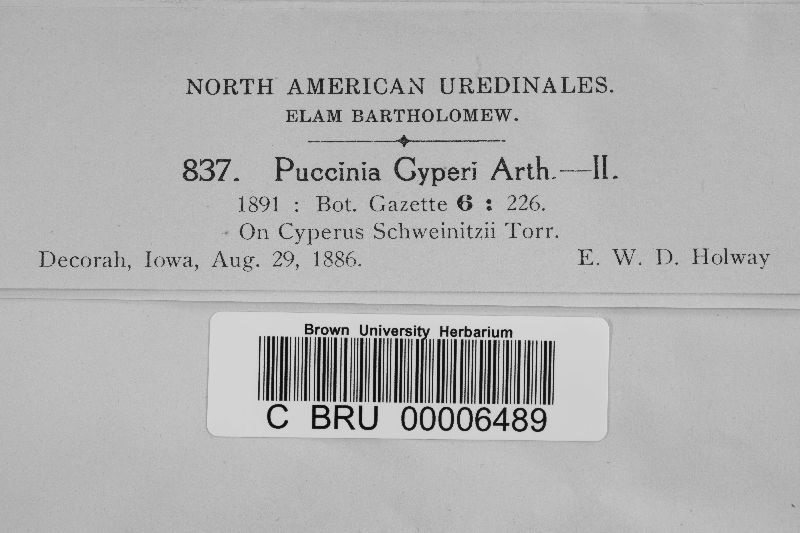 NORTH AMERICAN UREDINALES.
ELAM BARTHOLOMEW.
837. Puccinia Cyperi Arth.—II.
1891 : Bot. Gazette 6 : 226.
On Cyperus Schweinitzii Torr.
Decorah, Iowa, Aug. 29, 1886. E. W. D. Holway
Brown University Herbarium
C BRU 00006489